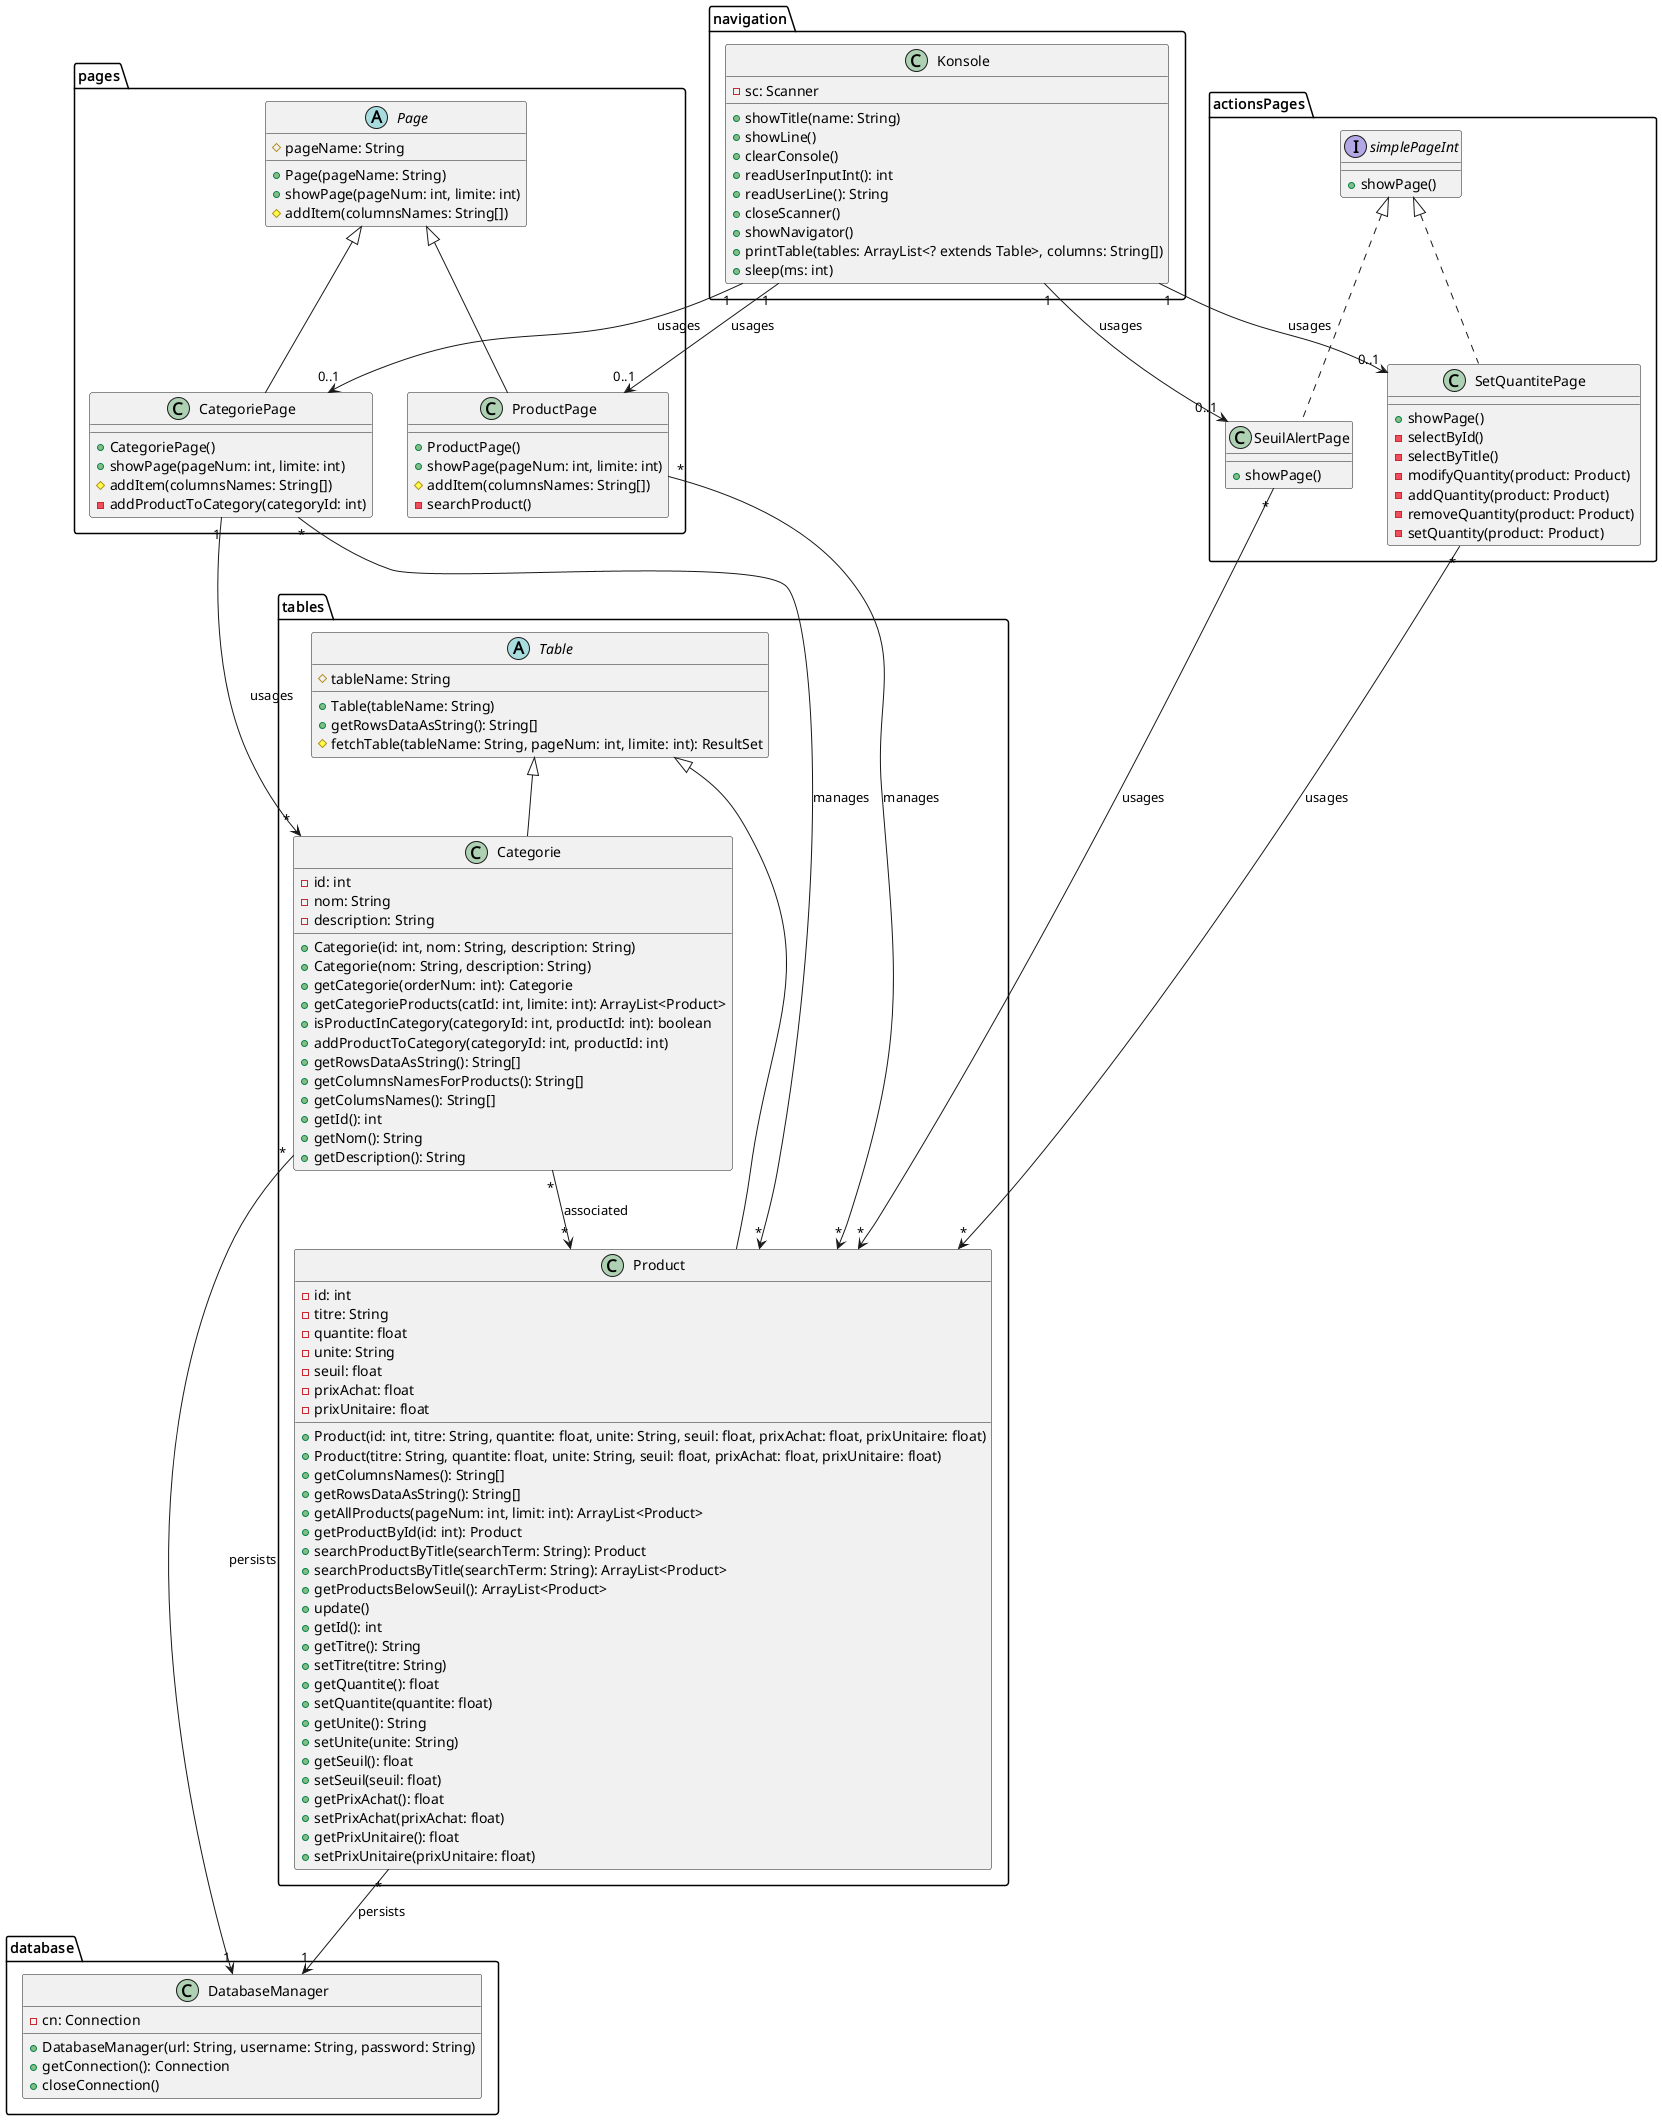 navigation
C Konsole
sc: Scanner
showTitle(name: String)
showLine()
clearConsole()
readUserInputInt(): int
readUserLine(): String
closeScanner()
showNavigator()
printTable(tables: ArrayList<? extends Table>, columns: String[])
sleep(ms: int)
pages
A Page
pageName: String
Page(pageName: String)
showPage(pageNum: int, limite: int)
addItem(columnsNames: String[])
actionsPages
I simplePageInt
showPage()
1
1
1
1
usages
usages
usages
usages
0..1
0..1
0..1
0..1
C CategoriePage
CategoriePage()
showPage(pageNum: int, limite: int)
addItem(columnsNames: String[])
addProductToCategory(categoryId: int)
C ProductPage
ProductPage()
showPage(pageNum: int, limite: int)
addItem(columnsNames: String[])
searchProduct()
C SeuilAlertPage
showPage()
C SetQuantitePage
showPage()
selectById()
selectByTitle()
modifyQuantity(product: Product)
addQuantity(product: Product)
removeQuantity(product: Product)
setQuantity(product: Product)
*
*
1
*
*
tables
A Table
tableName: String
Table(tableName: String)
getRowsDataAsString(): String[]
fetchTable(tableName: String, pageNum: int, limite: int): ResultSet
usages
manages
manages
usages
usages
*
C Categorie
id: int
nom: String
description: String
Categorie(id: int, nom: String, description: String)
Categorie(nom: String, description: String)
getCategorie(orderNum: int): Categorie
getCategorieProducts(catId: int, limite: int): ArrayList<Product>
isProductInCategory(categoryId: int, productId: int): boolean
addProductToCategory(categoryId: int, productId: int)
getRowsDataAsString(): String[]
getColumnsNamesForProducts(): String[]
getColumsNames(): String[]
getId(): int
getNom(): String
getDescription(): String
*
*
associated
*
*
*
*
*
C Product
id: int
titre: String
quantite: float
unite: String
seuil: float
prixAchat: float
prixUnitaire: float
Product(id: int, titre: String, quantite: float, unite: String, seuil: float, prixAchat: float, prixUnitaire: float)
Product(titre: String, quantite: float, unite: String, seuil: float, prixAchat: float, prixUnitaire: float)
getColumnsNames(): String[]
getRowsDataAsString(): String[]
getAllProducts(pageNum: int, limit: int): ArrayList<Product>
getProductById(id: int): Product
searchProductByTitle(searchTerm: String): Product
searchProductsByTitle(searchTerm: String): ArrayList<Product>
getProductsBelowSeuil(): ArrayList<Product>
update()
getId(): int
getTitre(): String
setTitre(titre: String)
getQuantite(): float
setQuantite(quantite: float)
getUnite(): String
setUnite(unite: String)
getSeuil(): float
setSeuil(seuil: float)
getPrixAchat(): float
setPrixAchat(prixAchat: float)
getPrixUnitaire(): float
setPrixUnitaire(prixUnitaire: float)
persists
*
persists
1
1
database
C DatabaseManager
cn: Connection
DatabaseManager(url: String, username: String, password: String)
getConnection(): Connection
closeConnection()